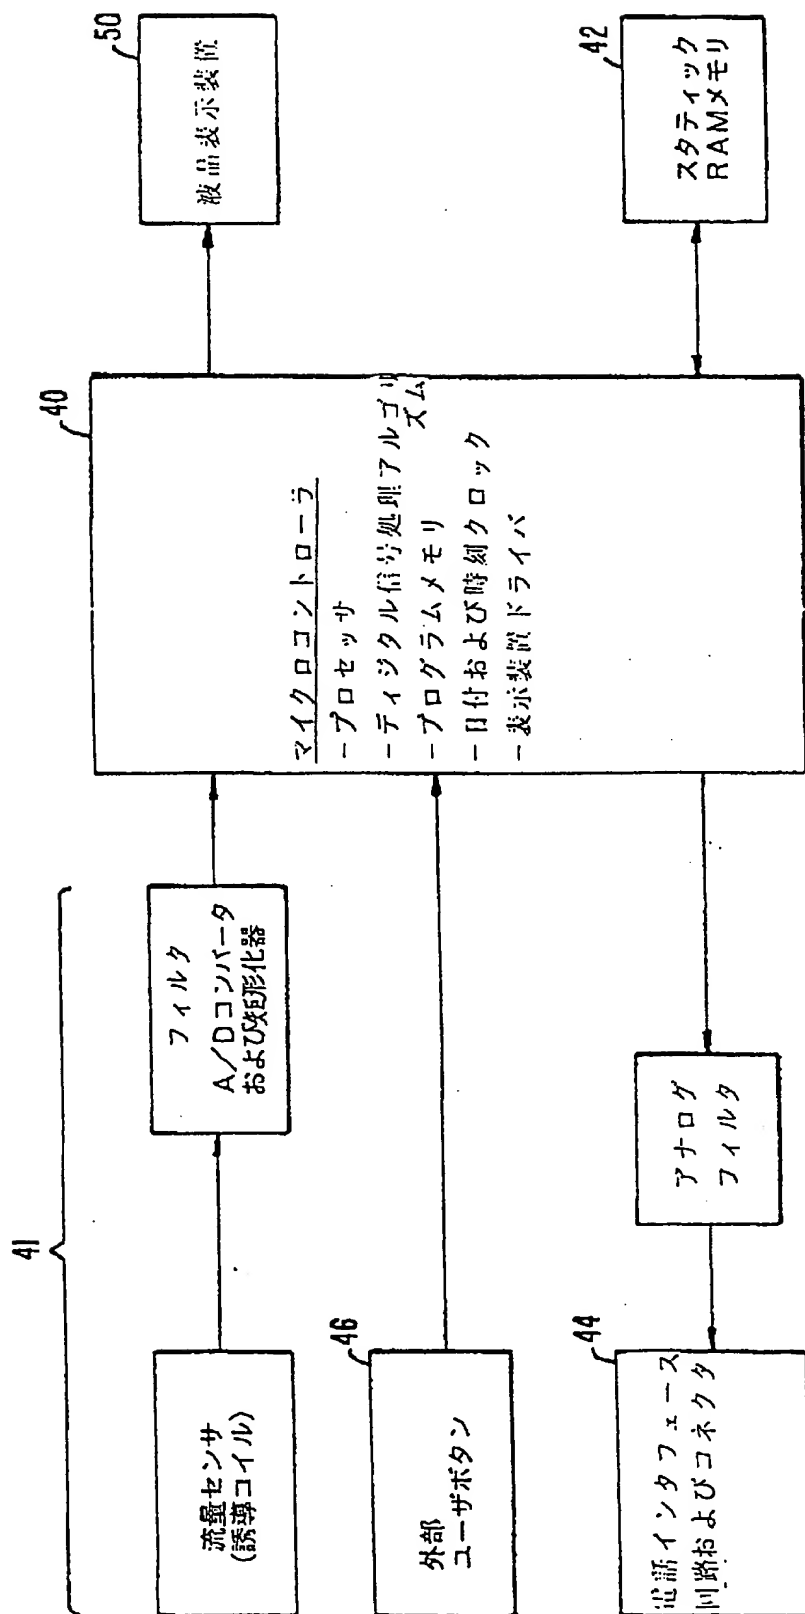 41
流量センサ
(誘導コイル)
フィルタ
A/Dコンバータ
および矩形化器
46
外部
ユーザボタン
44
電話インタフェース
回路およびコネクタ
アナログ
フィルタ
40
マイクロコントローラ
-プロセッサ
-ディジタル信号処理アルゴリ
ズム
-プログラムメモリ
-日付および時刻クロック
-表示装置ドライバ
50
液晶表示装置
42
スタティック
RAMメモリ